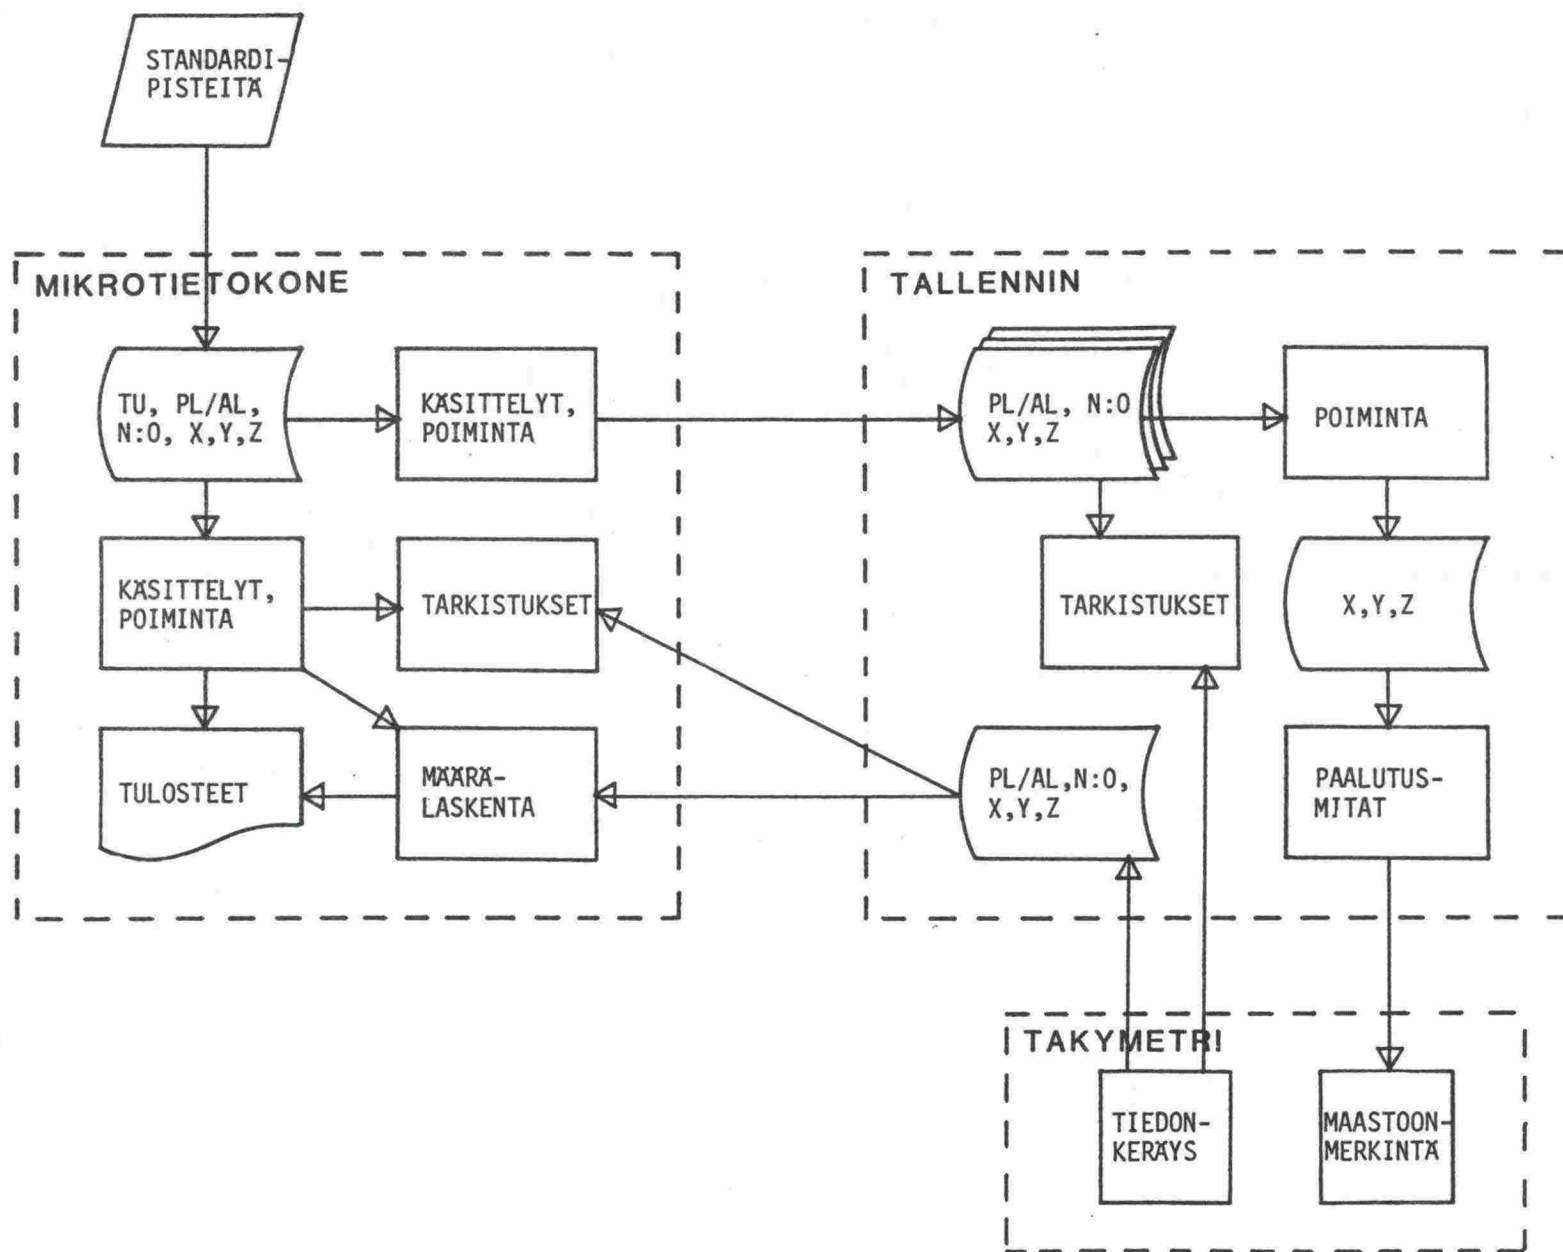 STANDARDI-
PISTEITÄ
MIKROTIETOKONE
TALLENNIN
TU, PL/AL,
N:O, X,Y,Z
KÄSITTELYT,
POIMINTA
PL/AL, N:O
X,Y,Z
POIMINTA
KÄSITTELYT,
POIMINTA
TARKISTUKSET
TARKISTUKSET
X,Y,Z
TULOSTEET
MÄÄRÄ-
LASKENTA
PL/AL,N:O,
X,Y,Z
PAALUTUS-
MITAT
TAKYMETRI
TIEDON-
KERÄYS
MAASTOON-
MERKINTÄ